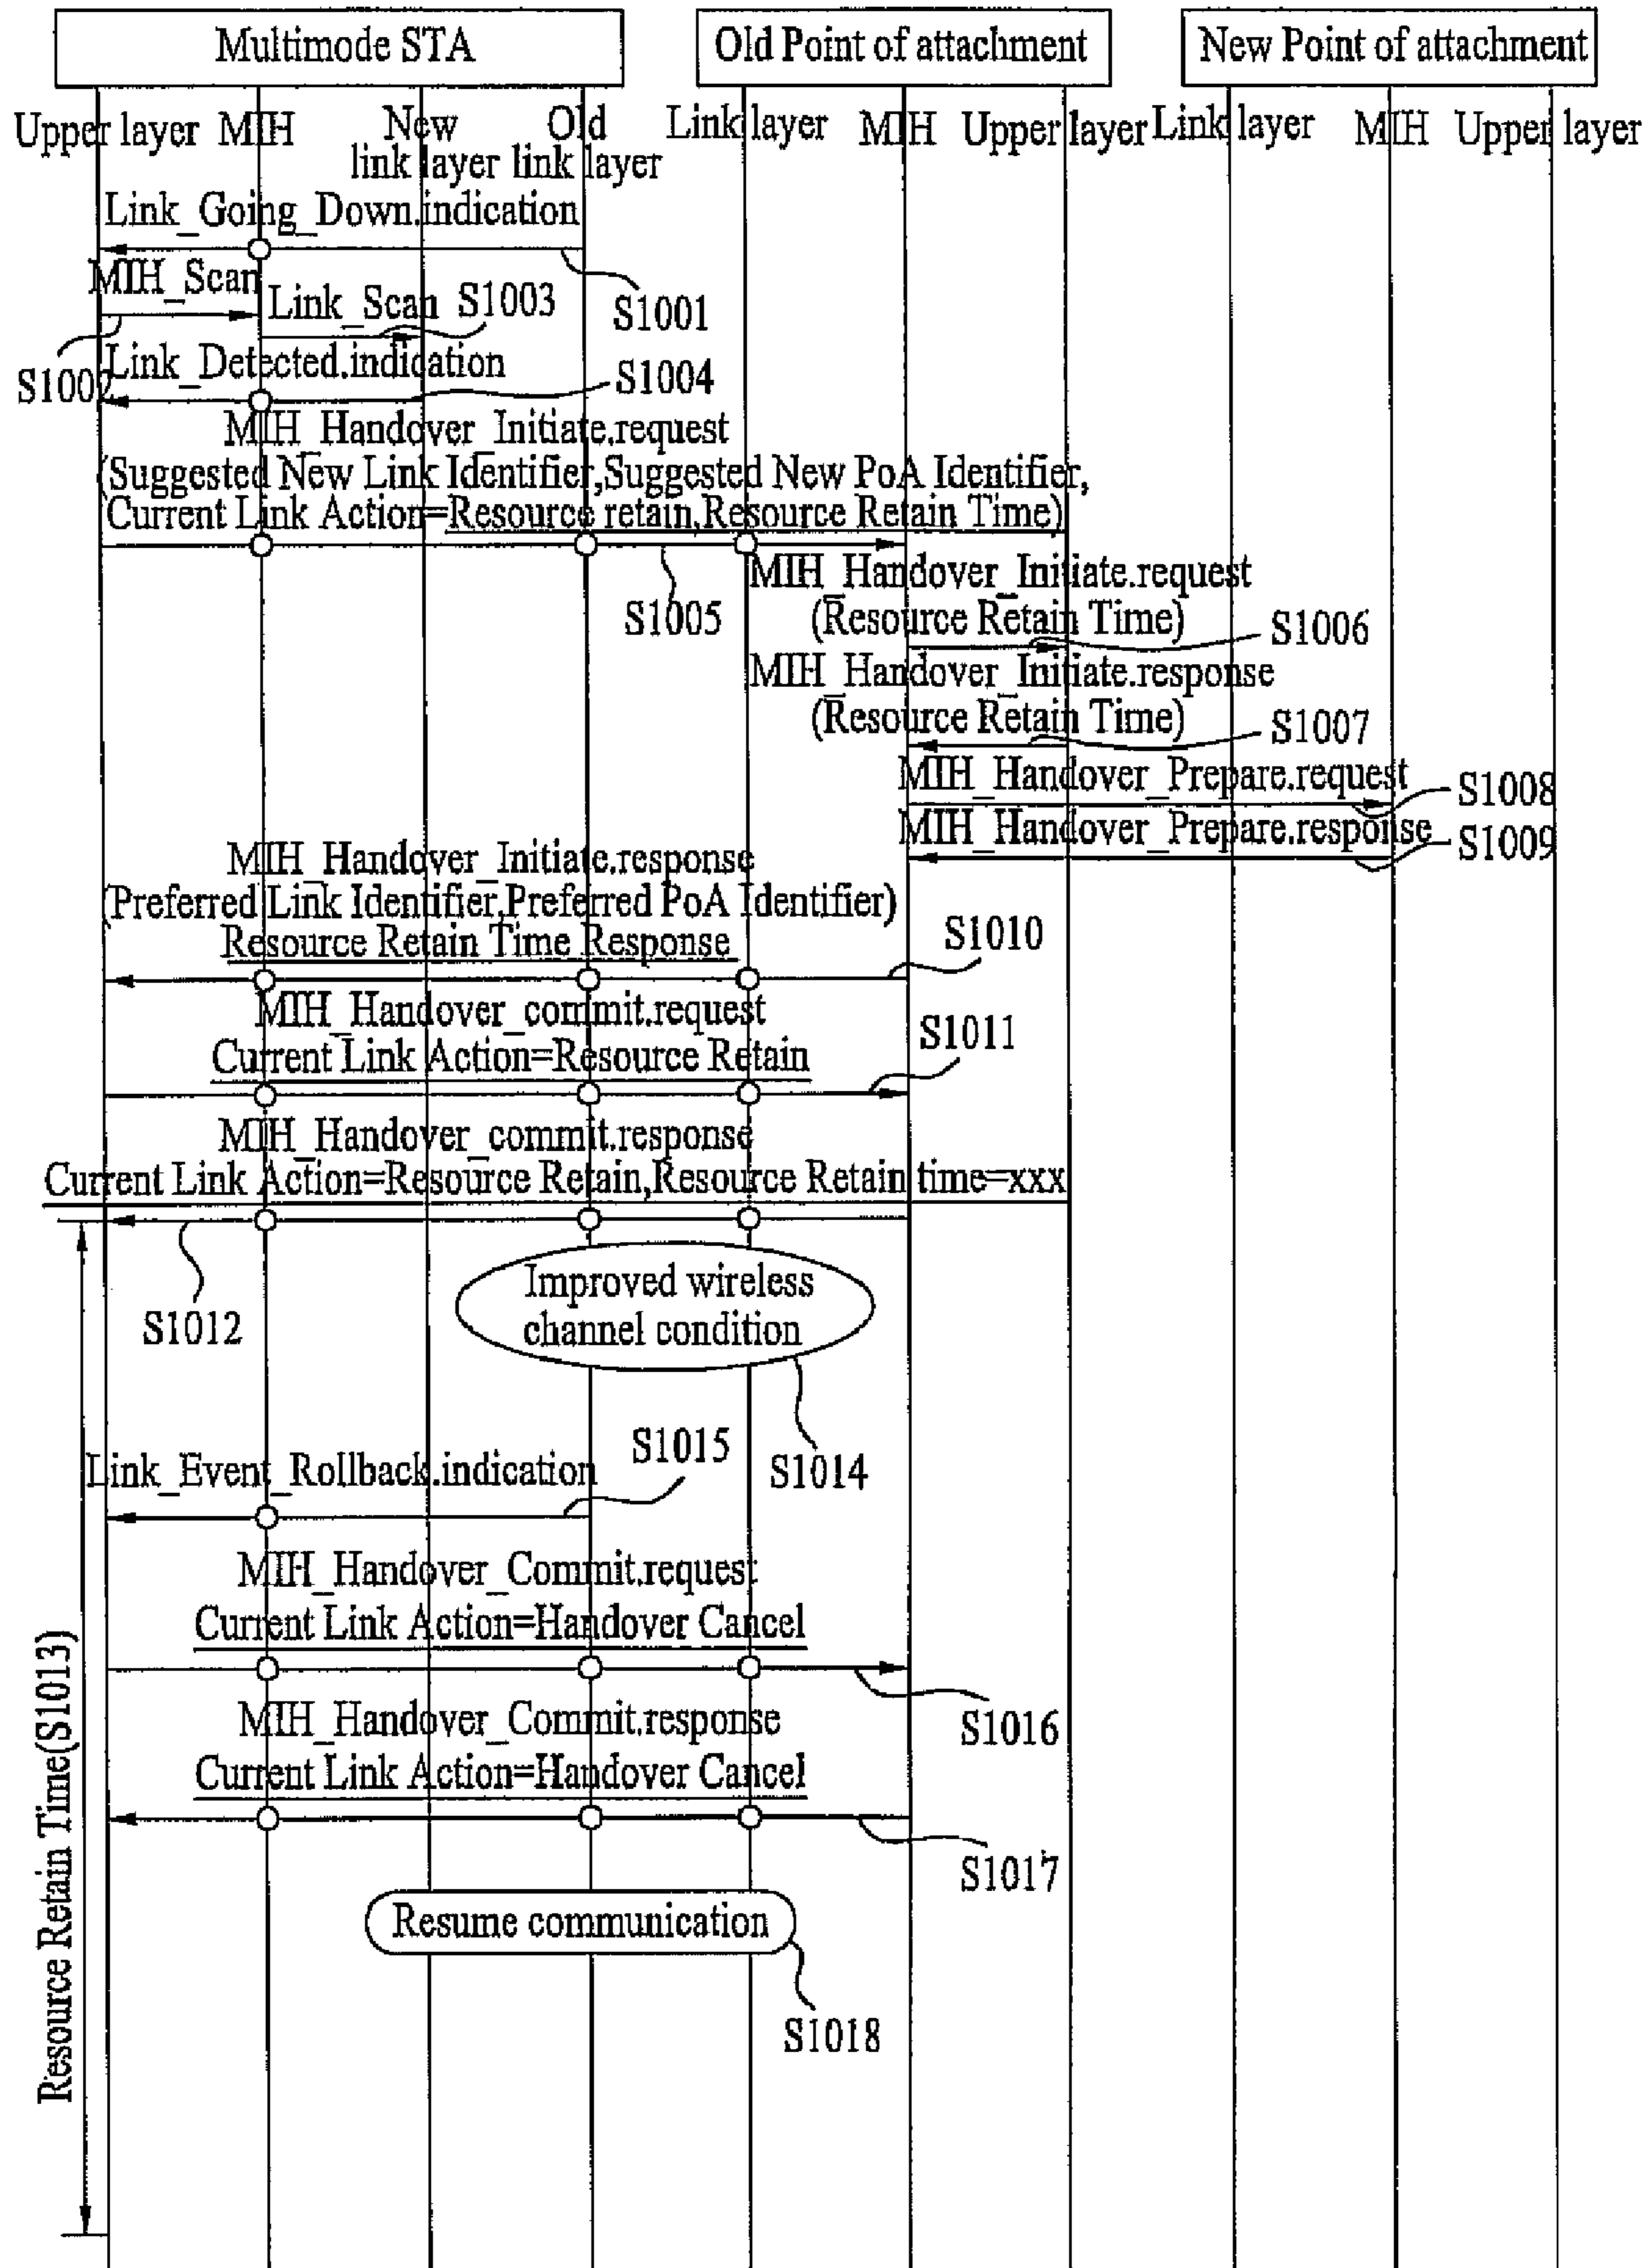 Multimode STA
Old Point of attachment
New Point of attachment
Upper layer
MIH
New
link layer
Old
link layer
Link layer
MIH
Upper layer
Link layer
MIH
Upper layer
Link_Going_Down.indication
S1001
MIH_Scan
S1002
Link_Scan
S1003
Link_Detected.indication
S1004
MIH_Handover_Initiate.request
(Suggested New Link Identifier,Suggested New PoA Identifier,
Current Link Action=Resource retain,Resource Retain Time)
S1005
MIH_Handover_Initiate.request
(Resource Retain Time)
S1006
MIH_Handover_Initiate.response
(Resource Retain Time)
S1007
MIH_Handover_Prepare.request
S1008
MIH_Handover_Prepare.response
S1009
MIH_Handover_Initiate.response
(Preferred Link Identifier,Preferred PoA Identifier)
Resource Retain Time Response
S1010
MIH_Handover_commit.request
Current Link Action=Resource Retain
S1011
MIH_Handover_commit.response
Current Link Action=Resource Retain,Resource Retain time=xxx
S1012
Improved wireless
channel condition
S1014
Link_Event_Rollback.indication
S1015
MIH_Handover_Commit.request
Current Link Action=Handover Cancel
S1016
MIH_Handover_Commit.response
Current Link Action=Handover Cancel
S1017
Resource Retain Time(S1013)
Resume communication
S1018